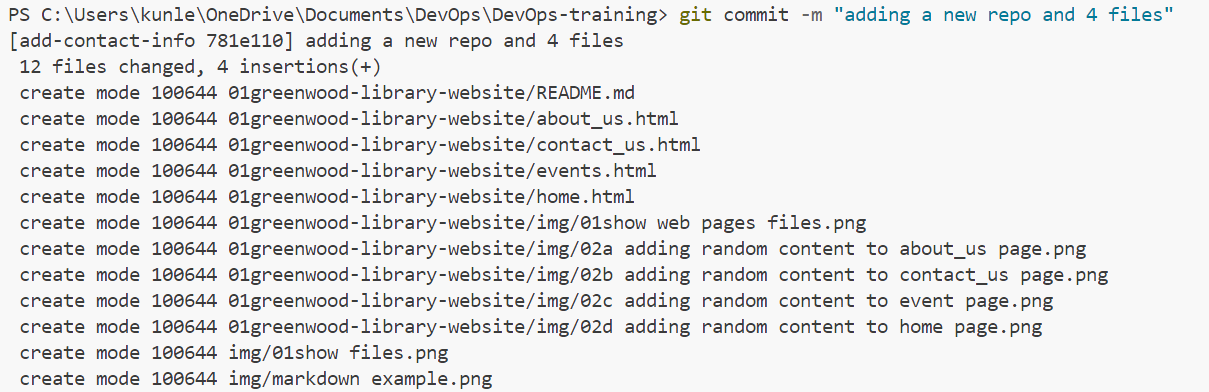 PS C:\Users\kunle\OneDrive\Documents\DevOps\DevOps-training> git commit -m "adding a new repo and 4 files"
[add-contact-info 781e110] adding a new repo and 4 files
12 files changed, 4 insertions(+)
create mode 100644 01greenwood-library-website/README.md
create mode 100644 01greenwood-library-website/about_us.html
create mode 100644 01greenwood-library-website/contact_us.html
create mode 100644 01greenwood-library-website/events.html
create mode 100644 01greenwood-library-website/home.html
create mode 100644 01greenwood-library-website/img/01show web pages files.png
create mode 100644 01greenwood-library-website/img/02a adding random content to about_us page.png
create mode 100644 01greenwood-library-website/img/02b adding random content to contact_us page.png
create mode 100644 01greenwood-library-website/img/02c adding random content to event page.png
create mode 100644 01greenwood-library-website/img/02d adding random content to home page.png
create mode 100644 img/01show files.png
create mode 100644 img/markdown example.png